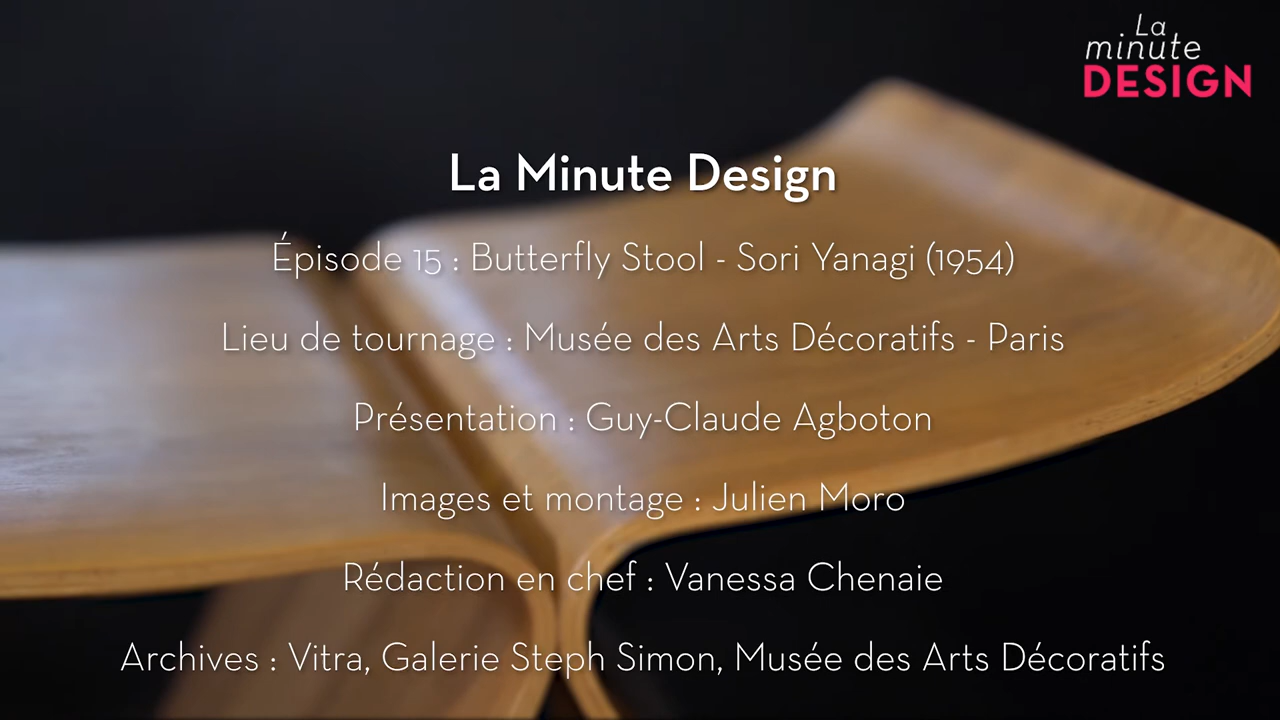 La
minute
DESIGN
La Minute Design
Épisode 15 : Butterfly Stool - Sori Yanagi (1954)
Lieu de tournage : Musée des Arts Décoratifs - Paris
Présentation : Guy-Claude Agboton
Images et montage : Julien Moro
Rédaction en chef : Vanessa Chenaie
Archives : Vitra, Galerie Steph Simon, Musée des Arts Décoratifs